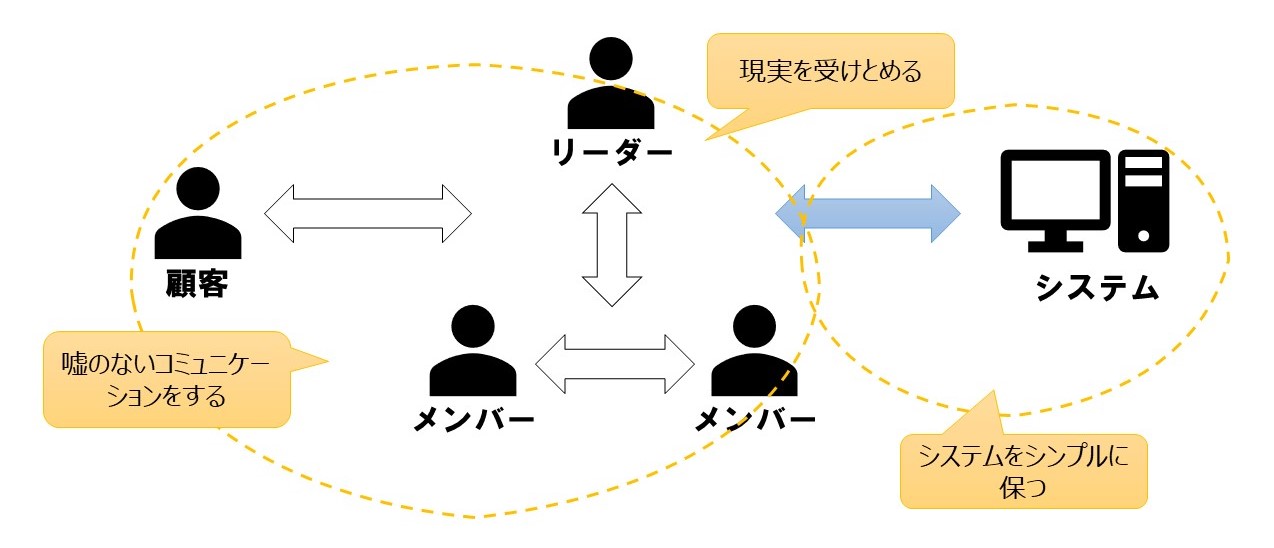 現実を受けとめる
リーダー
顧客
システム
嘘のないコミュニケー
ションをする
メンバー
メンバー
システムをシンプルに
保つ